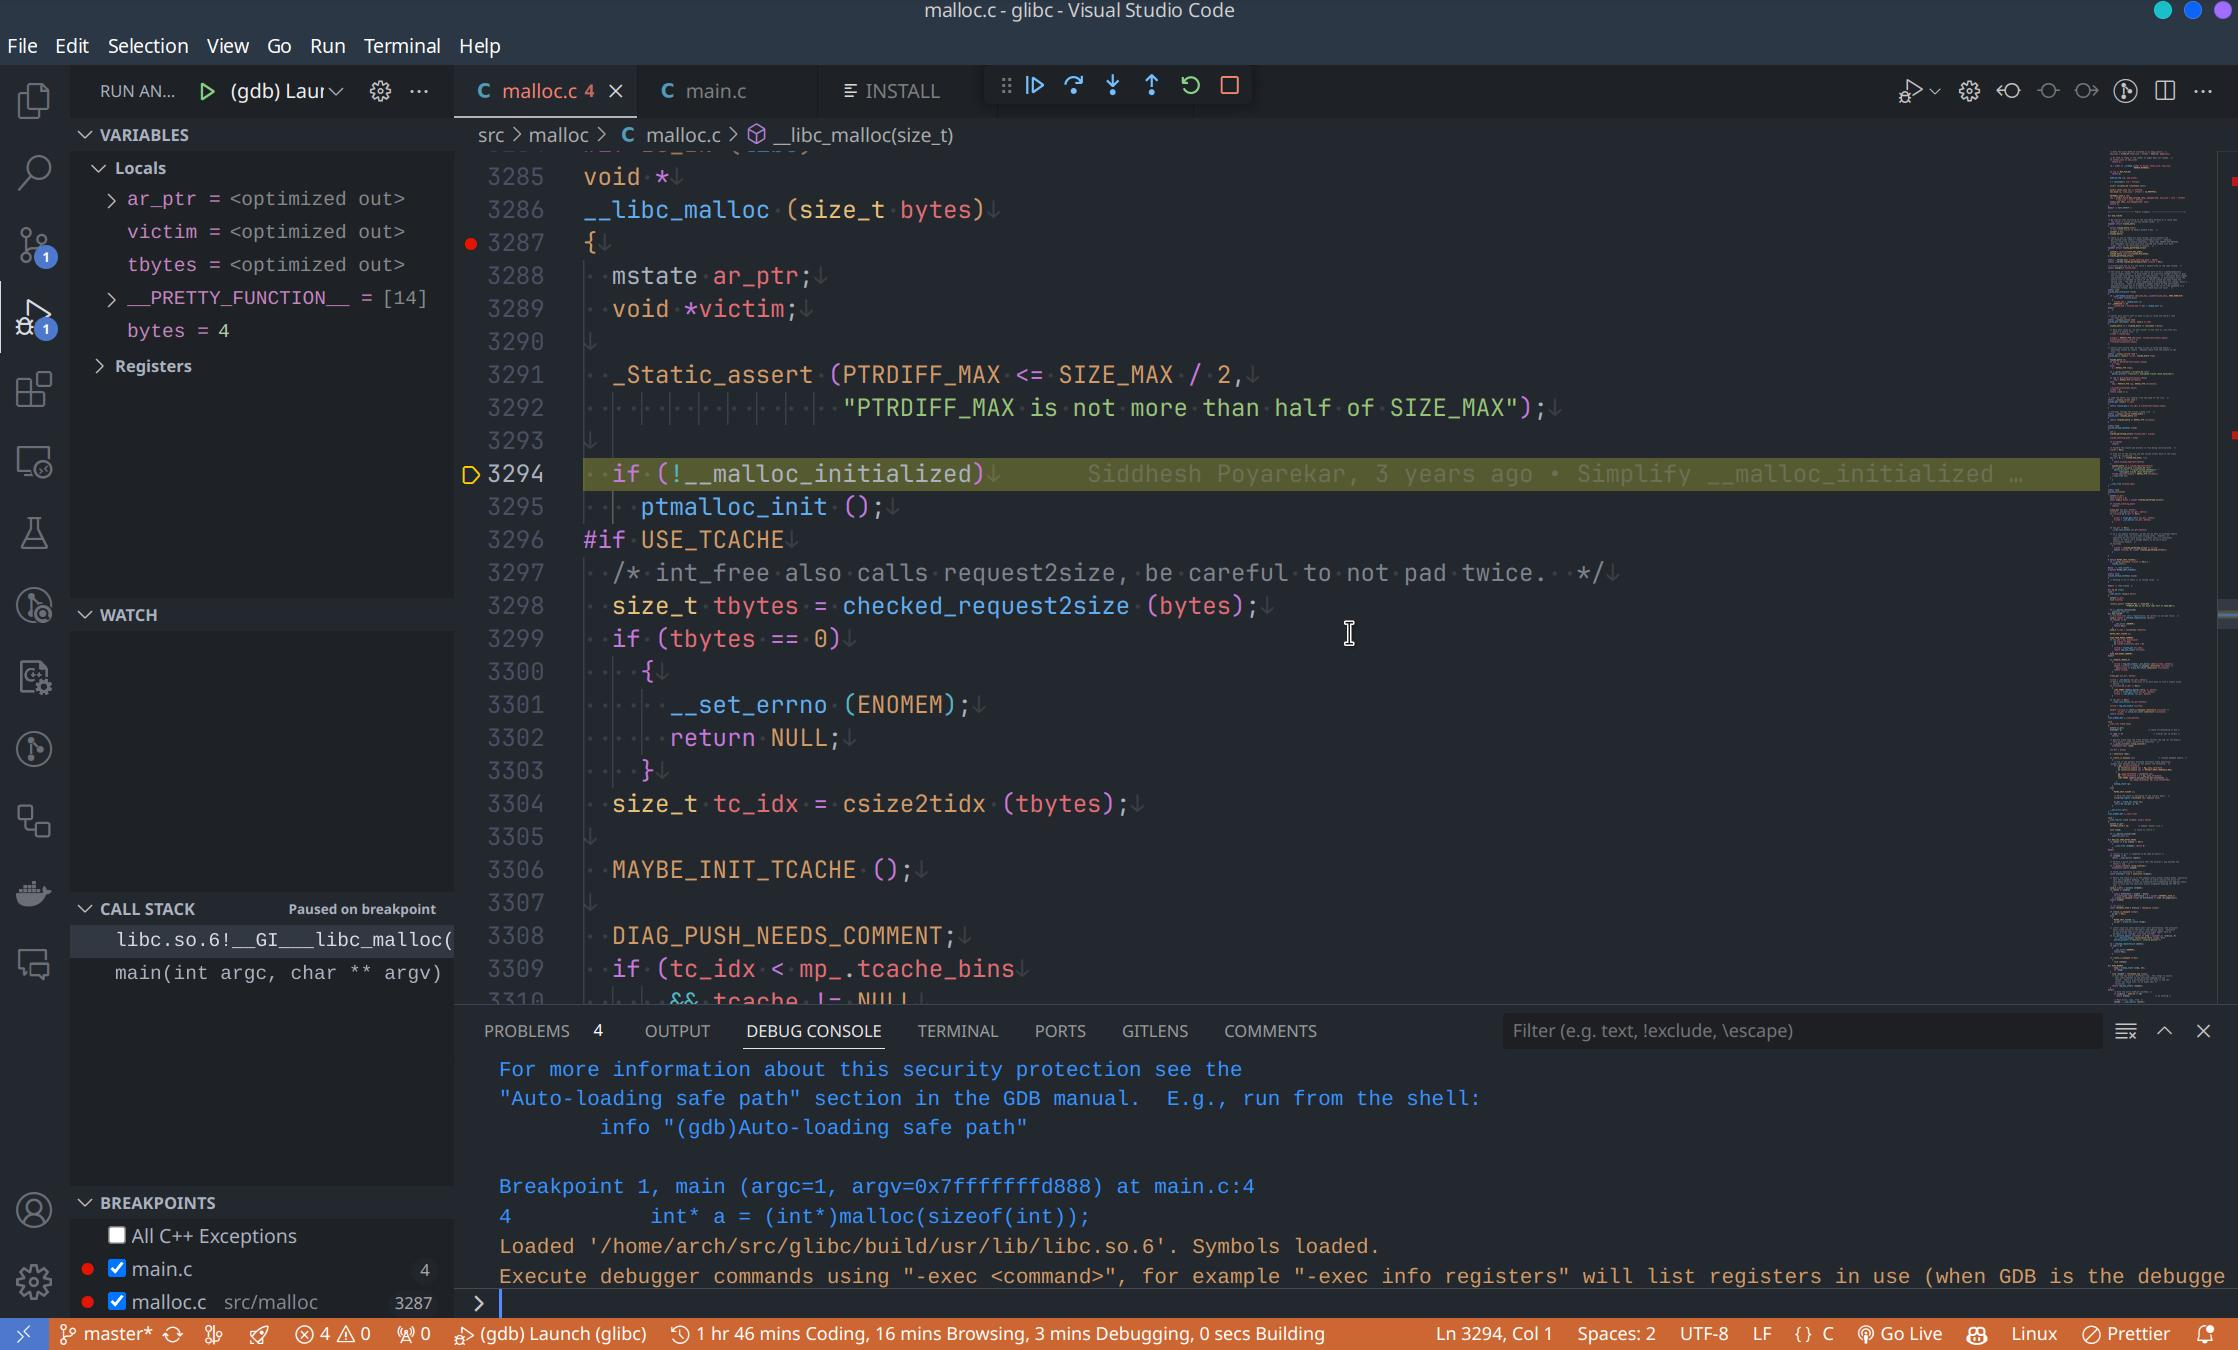 malloc.c - glibc - Visual Studio Code
File Edit Selection View Go Run Terminal Help
RUN AN... (gdb) Laur
malloc.c 4 main.c INSTALL
src > malloc > C malloc.c > __libc_malloc(size_t)
VARIABLES
Locals
ar_ptr = <optimized out>
victim = <optimized out>
tbytes = <optimized out>
__PRETTY_FUNCTION__ = [14]
bytes = 4
Registers
WATCH
CALL STACK Paused on breakpoint
libc.so.6!__GI___libc_malloc(
main(int argc, char ** argv)
BREAKPOINTS
All C++ Exceptions
main.c 4
malloc.c src/malloc 3287
1
1
3285 void *
3286 __libc_malloc (size_t bytes)
3287 {
3288 mstate ar_ptr;
3289 void *victim;
3290
3291 _Static_assert (PTRDIFF_MAX <= SIZE_MAX / 2,
3292 "PTRDIFF_MAX is not more than half of SIZE_MAX");
3293
3294 if (!__malloc_initialized) Siddhesh Poyarekar, 3 years ago • Simplify __malloc_initialized …
3295 ptmalloc_init ();
3296 #if USE_TCACHE
3297 /* int_free also calls request2size, be careful to not pad twice. */
3298 size_t tbytes = checked_request2size (bytes);
3299 if (tbytes == 0)
3300 {
3301 __set_errno (ENOMEM);
3302 return NULL;
3303 }
3304 size_t tc_idx = csize2tidx (tbytes);
3305
3306 MAYBE_INIT_TCACHE ();
3307
3308 DIAG_PUSH_NEEDS_COMMENT;
3309 if (tc_idx < mp_.tcache_bins
3310 && tcache != NULL
PROBLEMS 4 OUTPUT DEBUG CONSOLE TERMINAL PORTS GITLENS COMMENTS Filter (e.g. text, !exclude, \escape)
For more information about this security protection see the
"Auto-loading safe path" section in the GDB manual. E.g., run from the shell:
info "(gdb)Auto-loading safe path"
Breakpoint 1, main (argc=1, argv=0x7fffffffd888) at main.c:4
4 int* a = (int*)malloc(sizeof(int));
Loaded '/home/arch/src/glibc/build/usr/lib/libc.so.6'. Symbols loaded.
Execute debugger commands using "-exec <command>", for example "-exec info registers" will list registers in use (when GDB is the debugge
master* 4 0 0 (gdb) Launch (glibc) 1 hr 46 mins Coding, 16 mins Browsing, 3 mins Debugging, 0 secs Building Ln 3294, Col 1 Spaces: 2 UTF-8 LF {} C Go Live Linux Prettier